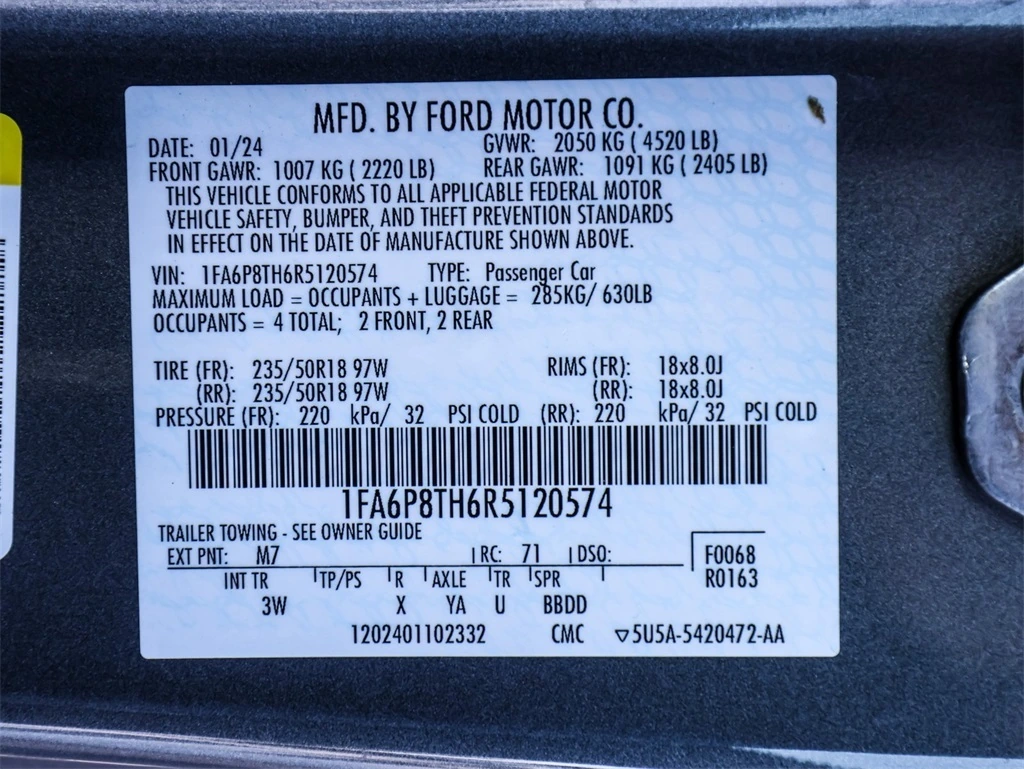 MFD. BY FORD MOTOR CO.
DATE: 01/24 GVWR: 2050 KG ( 4520 LB)
FRONT GAWR: 1007 KG ( 2220 LB) REAR GAWR: 1091 KG ( 2405 LB)
THIS VEHICLE CONFORMS TO ALL APPLICABLE FEDERAL MOTOR
VEHICLE SAFETY, BUMPER, AND THEFT PREVENTION STANDARDS
IN EFFECT ON THE DATE OF MANUFACTURE SHOWN ABOVE.
VIN: 1FA6P8TH6R5120574 TYPE: Passenger Car
MAXIMUM LOAD = OCCUPANTS + LUGGAGE = 285KG/ 630LB
OCCUPANTS = 4 TOTAL; 2 FRONT, 2 REAR
TIRE (FR): 235/50R18 97W RIMS (FR): 18x8.0J
(RR): 235/50R18 97W (RR): 18x8.0J
PRESSURE (FR): 220 kPa/ 32 PSI COLD (RR): 220 kPa/ 32 PSI COLD
1FA6P8TH6R5120574
TRAILER TOWING - SEE OWNER GUIDE
EXT PNT: M7 RC: 71 DSO: F0068
INT TR TP/PS R AXLE TR SPR R0163
3W X YA U BBDD
1202401102332 CMC ▽5U5A-5420472-AA